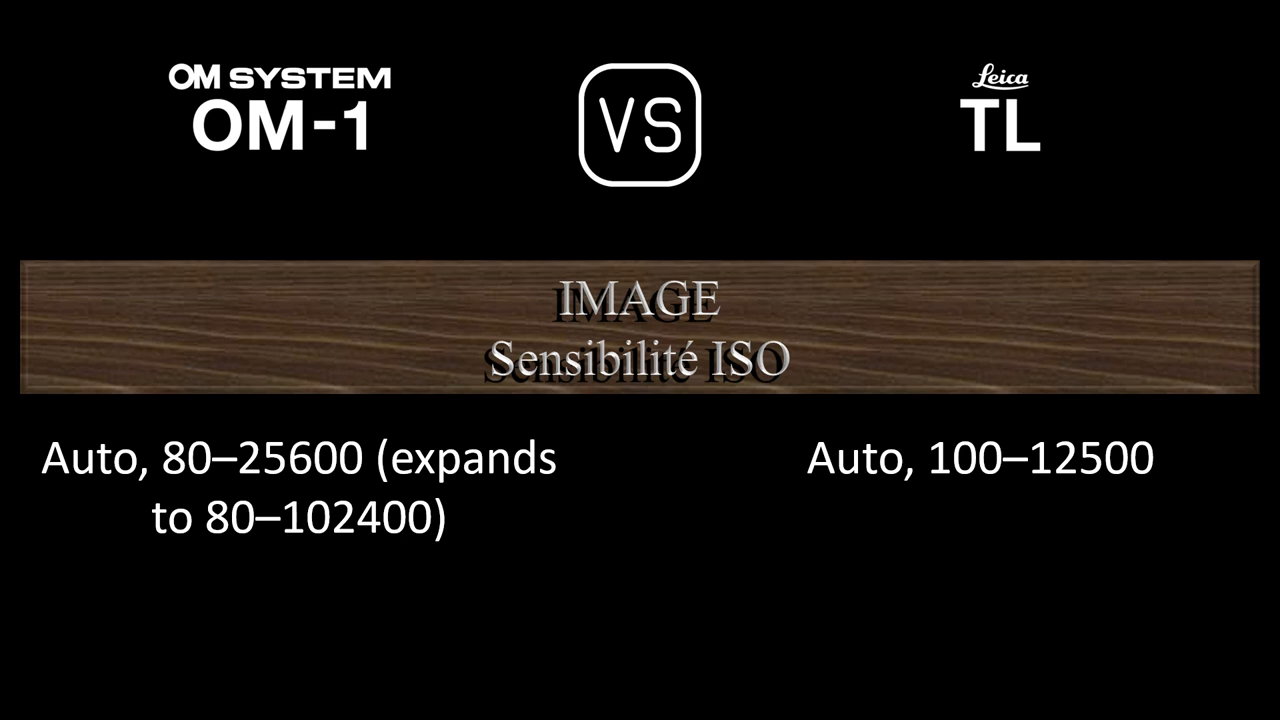 OM SYSTEM
OM-1
VS
Leica
TL
IMAGE
Sensibilité ISO
Auto, 80–25600 (expands
to 80–102400)
Auto, 100–12500